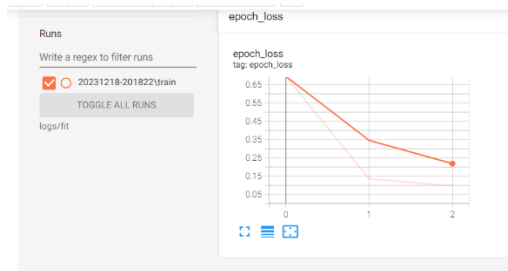 epoch_loss
Runs
Write a regex to filter runs
20231218-201822\train
TOGGLE ALL RUNS
logs/fit
epoch_loss
tag: epoch_loss
0.65
0.55
0.45
0.35
0.25
0.15
0.05
0 1 2